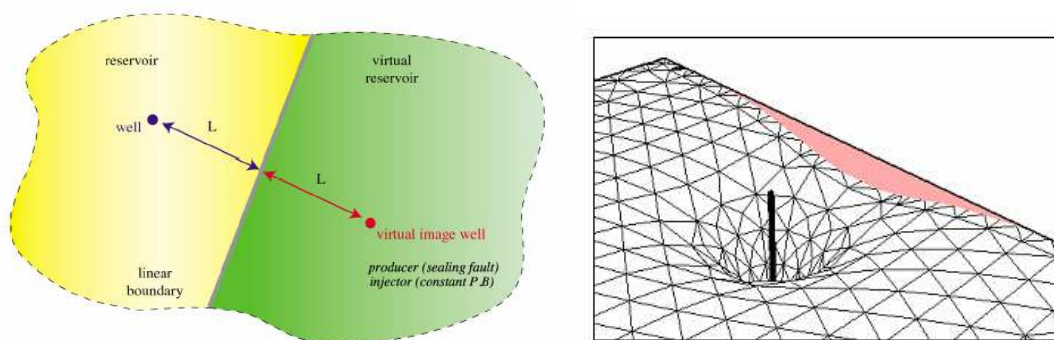 reservoir
virtual
reservoir
well
L
L
virtual image well
producer (sealing fault)
injector (constant P.B)
linear
boundary